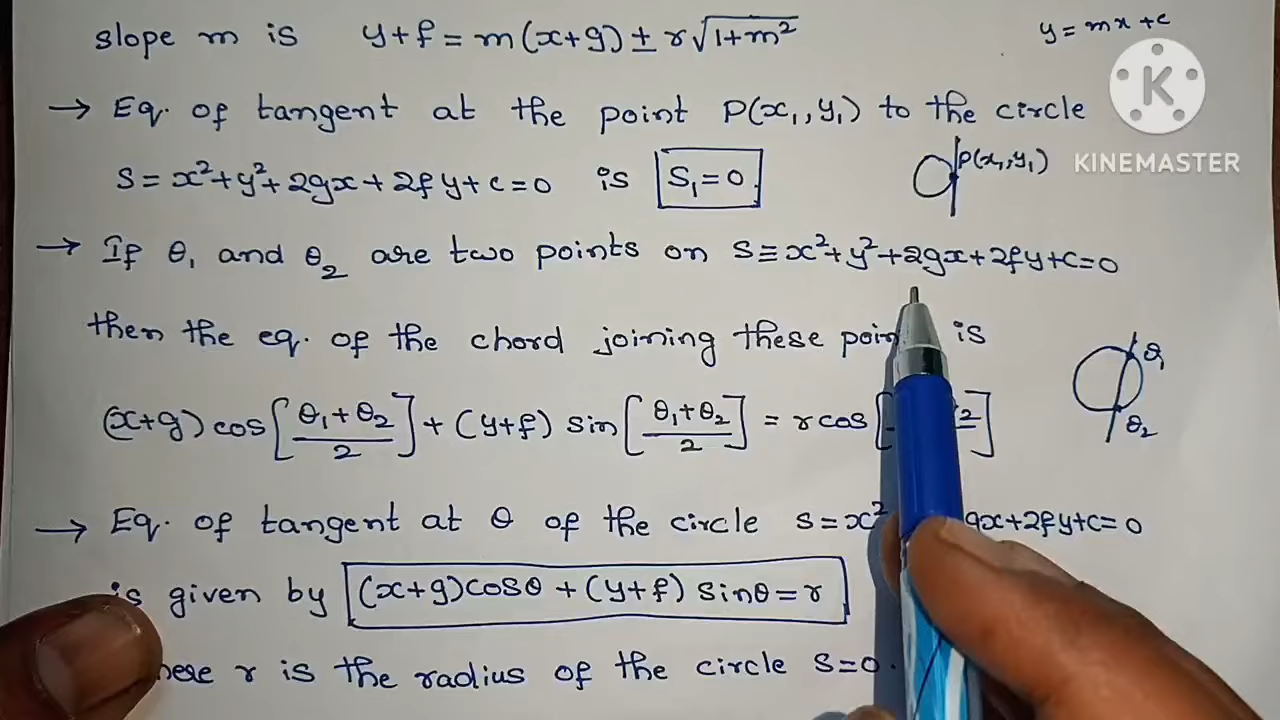 slope m is y+f = m(x+g) ± r√1+m²
y = mx + c
→ Eq. of tangent at the point P(x₁, y₁) to the circle
S = x²+y²+2gx+2fy+c=0 is S₁=0.
P(x₁,y₁)
KINEMASTER
→ If θ₁ and θ₂ are two points on S≡x²+y²+2gx+2fy+c=0
then the eq. of the chord joining these is
θ₁
θ₂
(x+g) cos[θ₁+θ₂/2] + (y+f) sin[θ₁+θ₂/2] = r cos[
→ Eq. of tangent at θ of the circle S=x² gx+2fy+c=0
is given by (x+g)cosθ + (y+f) sinθ = r
r is the radius of the circle S=0.